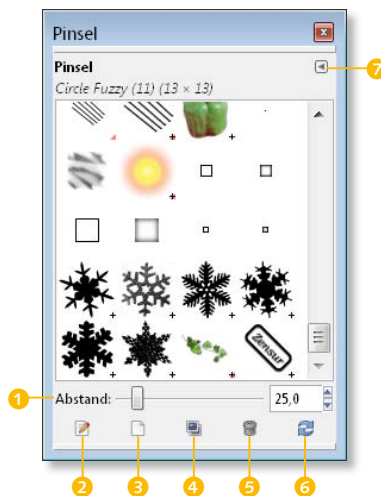 Pinsel
Pinsel
7
Circle Fuzzy (11) (13 × 13)
Zensur
1
Abstand:
25,0
2
3
4
5
6